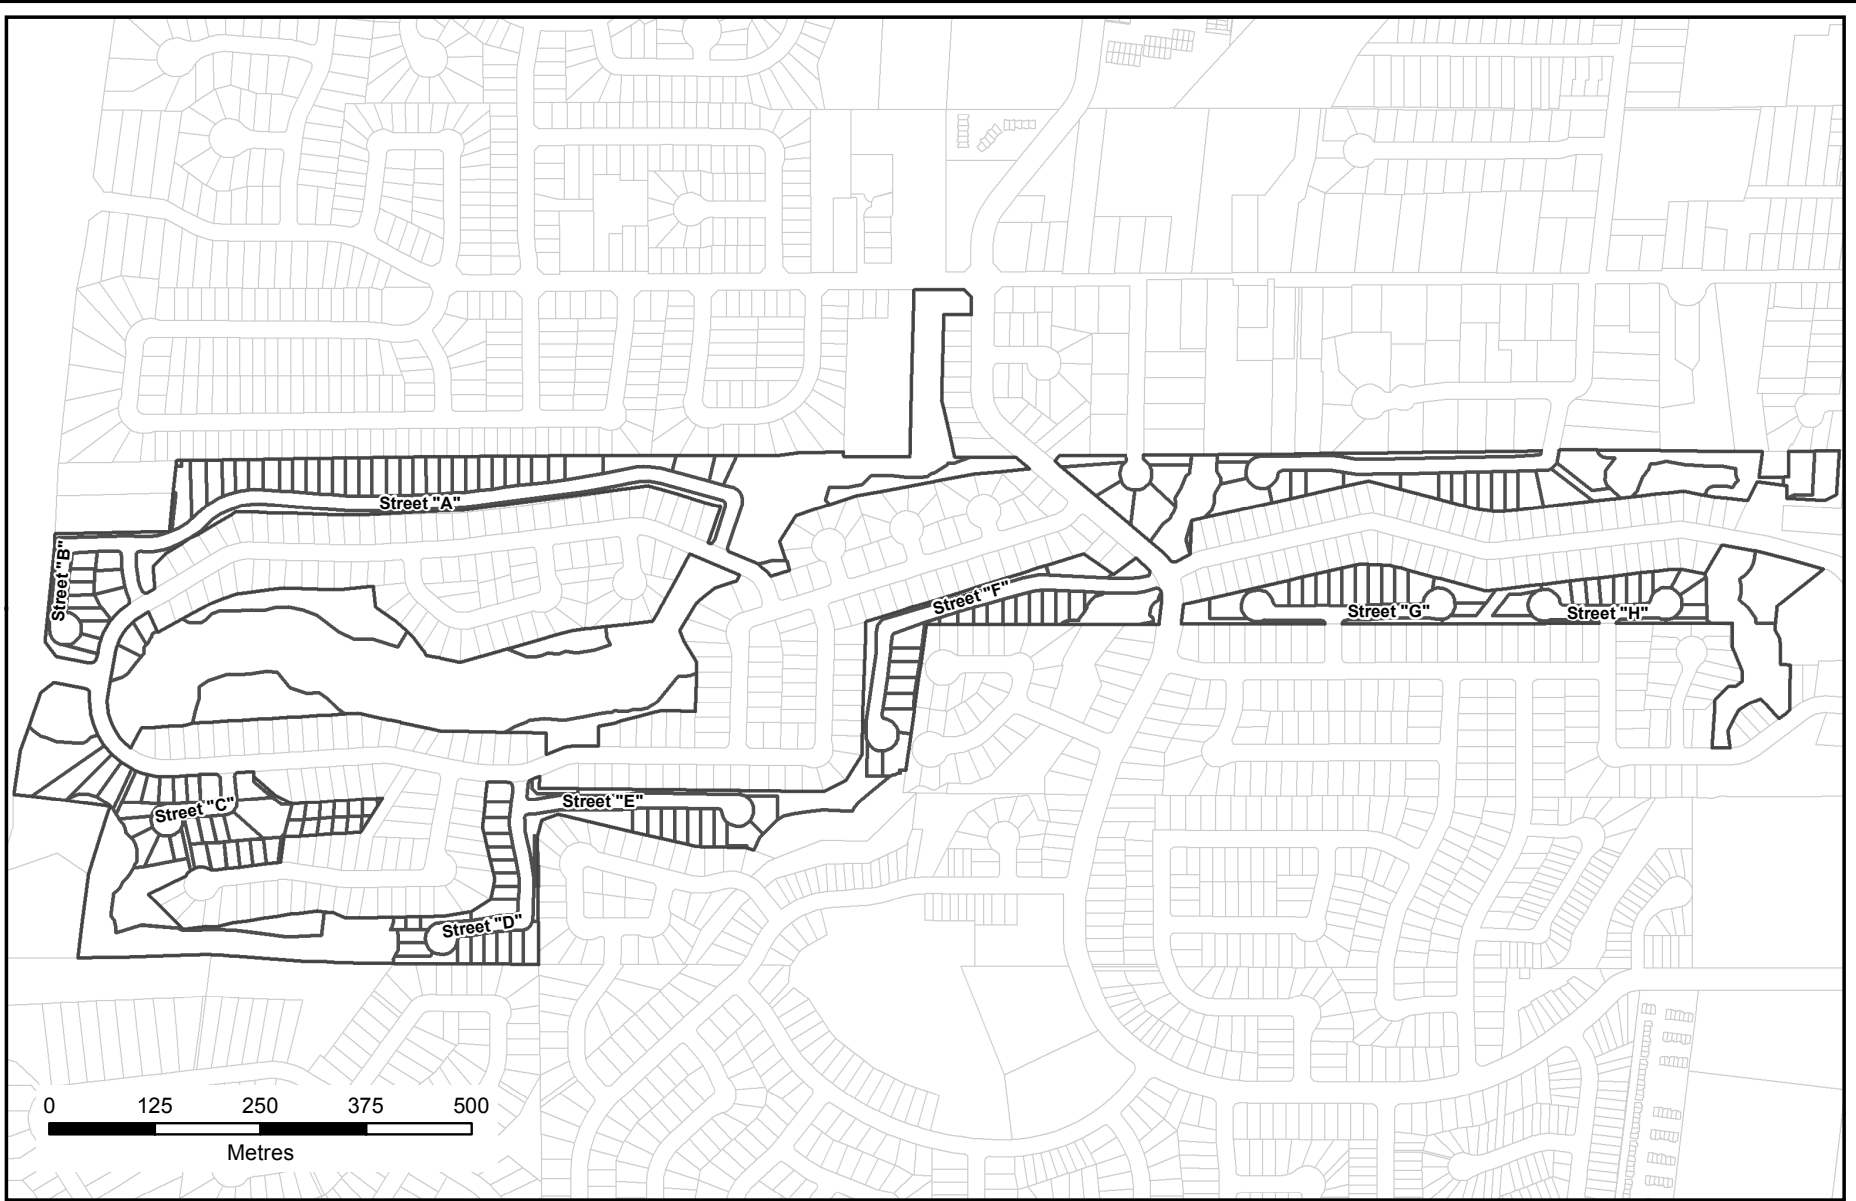 Street "A"
Street "B"
Street "F"
Street "G"
Street "H"
Street "C"
Street "E"
Street "D"
0 125 250 375 500
Metres